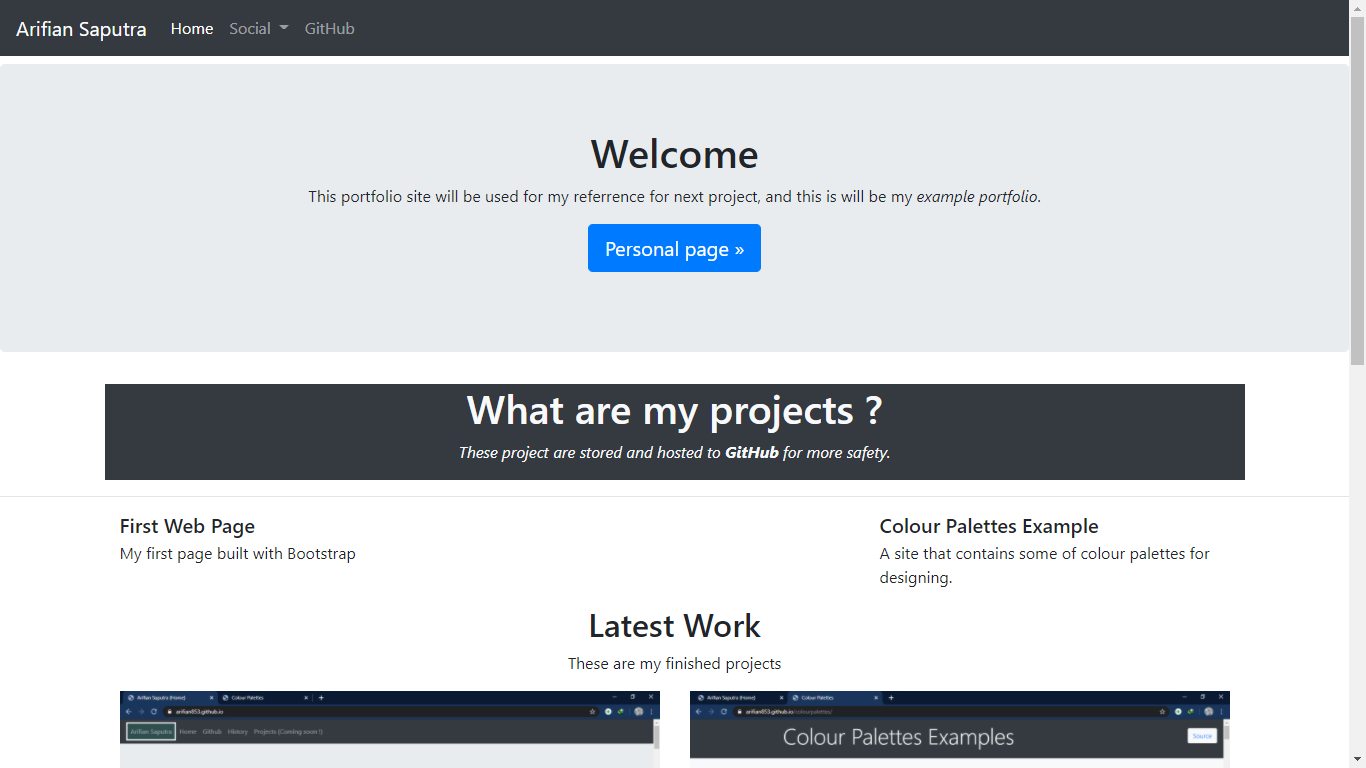 Arifian Saputra Home Social GitHub
Welcome
This portfolio site will be used for my referrence for next project, and this is will be my example portfolio.
Personal page »
What are my projects ?
These project are stored and hosted to GitHub for more safety.
First Web Page
My first page built with Bootstrap
Colour Palettes Example
A site that contains some of colour palettes for
designing.
Latest Work
These are my finished projects
Arifian Saputra (Home) Colour Palettes
arifian853.github.io
Arifian Saputra Home Github History Projects (Coming soon !)
Arifian Saputra (Home) Colour Palettes
arifian853.github.io/colourpalettes/
Colour Palettes Examples
Source